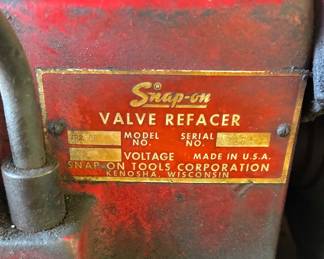 Snap-on
VALVE REFACER
MODEL NO. SERIAL NO.
VOLTAGE MADE IN U.S.A.
SNAP-ON TOOLS CORPORATION
KENOSHA, WISCONSIN